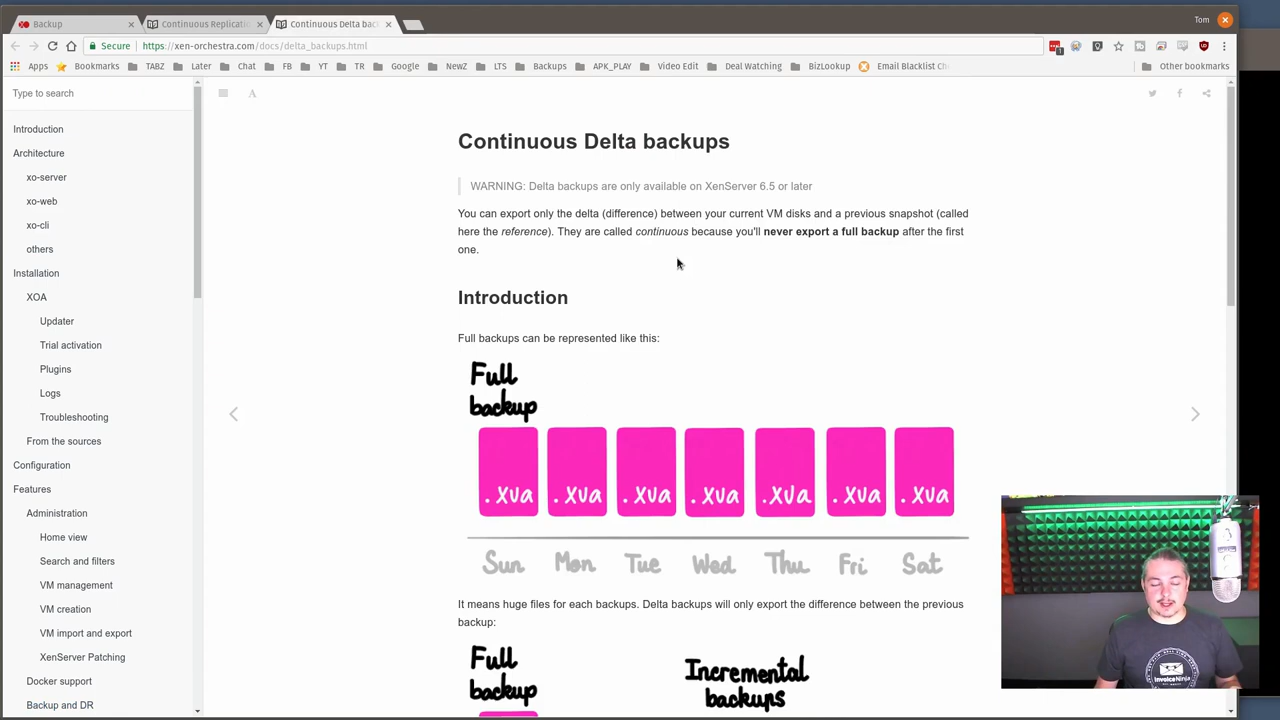 Backup
Continuous Replicati
Continuous Delta bac
Tom
Secure
https://xen-orchestra.com/docs/delta_backups.html
Apps
Bookmarks
TABZ
Later
Chat
FB
YT
TR
Google
NewZ
LTS
Backups
APK_PLAY
Video Edit
Deal Watching
BizLookup
Email Blacklist Ch
Other bookmarks
Type to search
A
Introduction
Architecture
xo-server
xo-web
xo-cli
others
Installation
XOA
Updater
Trial activation
Plugins
Logs
Troubleshooting
From the sources
Configuration
Features
Administration
Home view
Search and filters
VM management
VM creation
VM import and export
XenServer Patching
Docker support
Backup and DR
Continuous Delta backups
WARNING: Delta backups are only available on XenServer 6.5 or later
You can export only the delta (difference) between your current VM disks and a previous snapshot (called
here the reference). They are called continuous because you'll never export a full backup after the first
one.
Introduction
Full backups can be represented like this:
Full
backup
.xva .xva .xva .xva .xva .xva .xva
Sun Mon Tue Wed Thu Fri Sat
It means huge files for each backups. Delta backups will only export the difference between the previous
backup:
Full
backup
Incremental
backups
invoiceninja